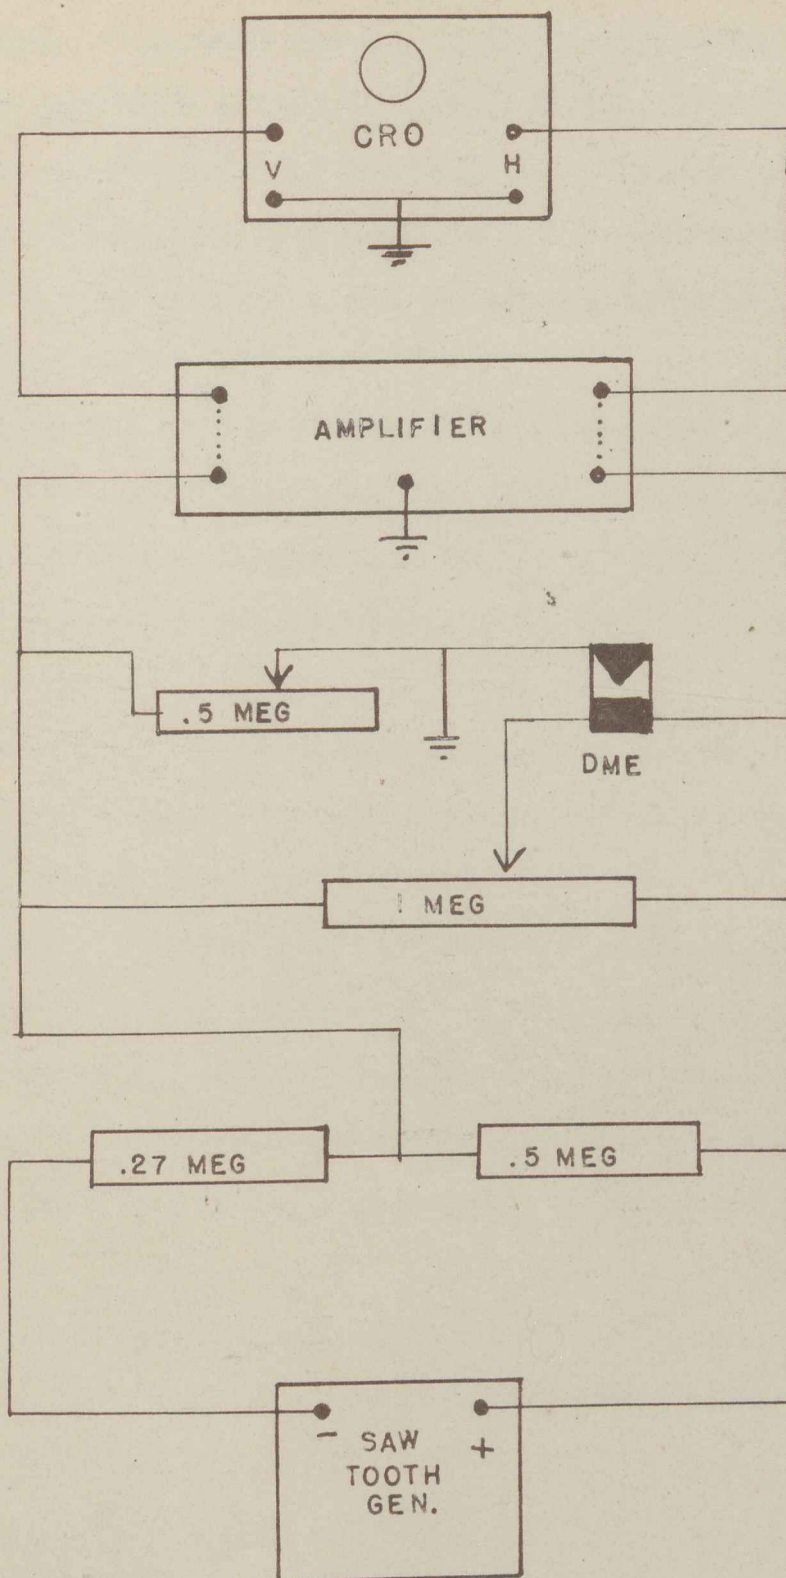 CRO
V
H
AMPLIFIER
.5 MEG
DME
1 MEG
.27 MEG
.5 MEG
- SAW +
TOOTH
GEN.